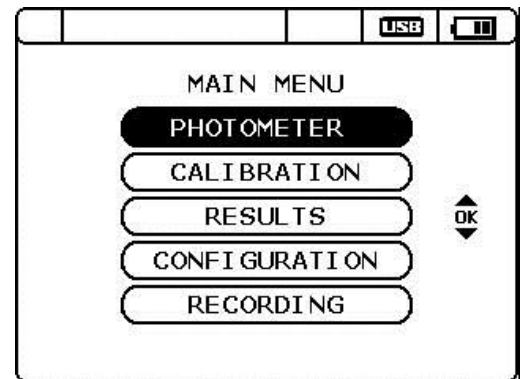 USB
MAIN MENU
PHOTOMETER
CALIBRATION
RESULTS
OK
CONFIGURATION
RECORDING